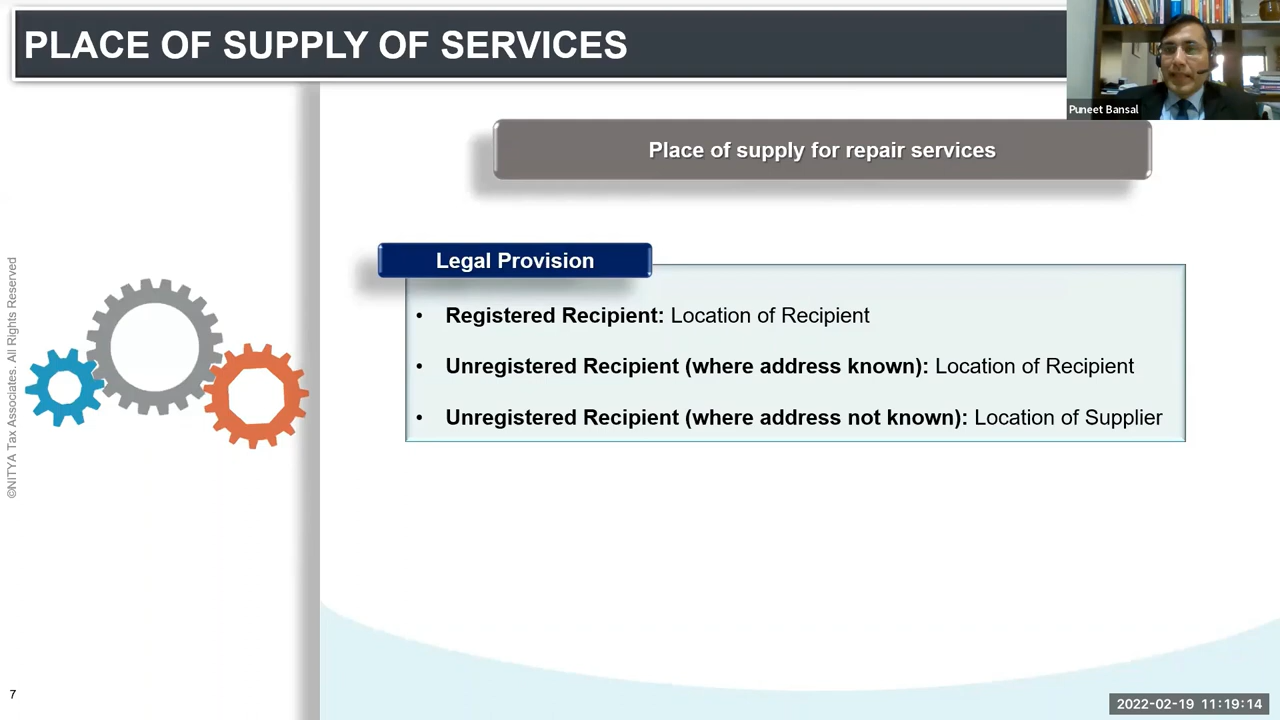 PLACE OF SUPPLY OF SERVICES
Puneet Bansal
Place of supply for repair services
Legal Provision
• Registered Recipient: Location of Recipient
• Unregistered Recipient (where address known): Location of Recipient
• Unregistered Recipient (where address not known): Location of Supplier
©NITYA Tax Associates. All Rights Reserved
7
2022-02-19 11:19:14